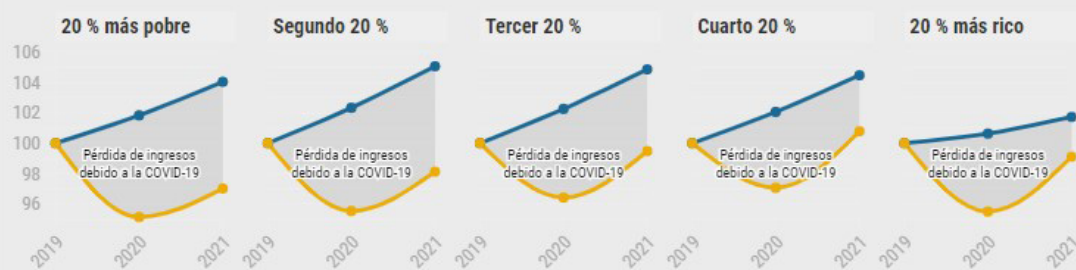 20 % más pobre
Segundo 20 %
Tercer 20 %
Cuarto 20 %
20 % más rico
106
104
102
100
98
96
Pérdida de ingresos
debido a la COVID-19
Pérdida de ingresos
debido a la COVID-19
Pérdida de ingresos
debido a la COVID-19
Pérdida de ingresos
debido a la COVID-19
Pérdida de ingresos
debido a la COVID-19
2019
2020
2021
2019
2020
2021
2019
2020
2021
2019
2020
2021
2019
2020
2021